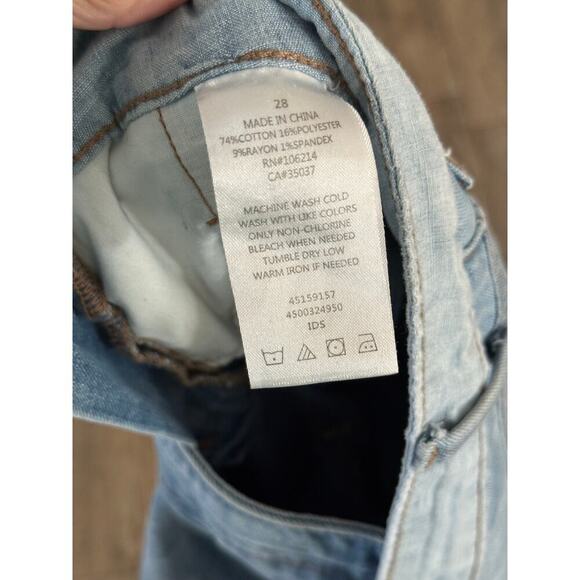 28
MADE IN CHINA
74%COTTON 16%POLYESTER
9%RAYON 1%SPANDEX
RN#106214
CA#35037
MACHINE WASH COLD
WASH WITH LIKE COLORS
ONLY NON-CHLORINE
BLEACH WHEN NEEDED
TUMBLE DRY LOW
WARM IRON IF NEEDED
45159157
4500324950
IDS